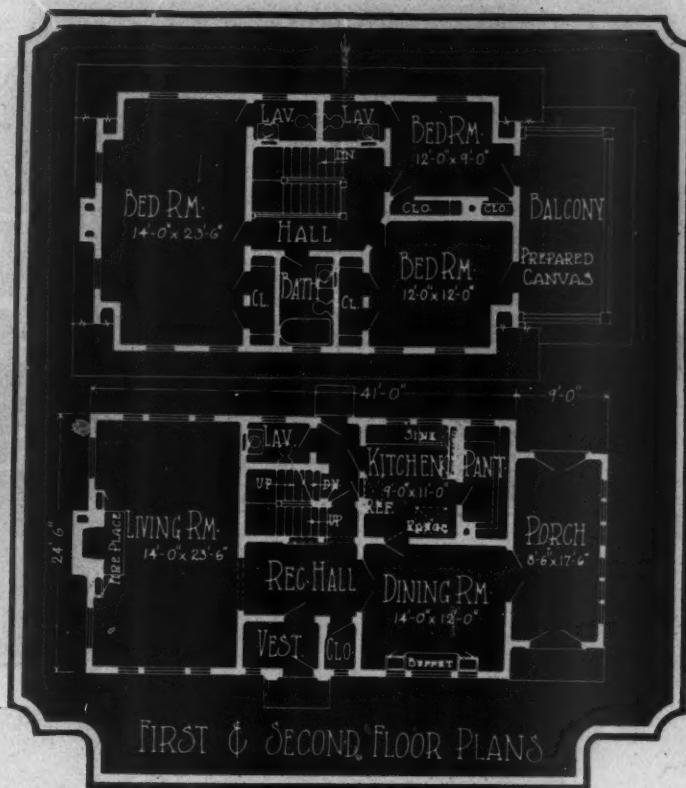 LAV.
LAV.
BED RM.
12'-0" x 9'-0"
DN
BED RM.
14'-0" x 23'-6"
CLO.
CLO.
BALCONY
HALL
BED RM.
12'-0" x 12'-0"
PREPARED
CANVAS
CL.
BATH
CL.
41'-0"
9'-0"
LAV.
SINK
KITCHEN
9'-0" x 11'-0"
PANT.
UP
DN
REF.
UP
RANGE
24'-6"
FIRE PLACE
LIVING RM.
14'-0" x 23'-6"
PORCH
8'-6" x 17'-6"
REC. HALL
DINING RM.
14'-0" x 12'-0"
VEST.
CLO.
BUFFET
FIRST & SECOND FLOOR PLANS